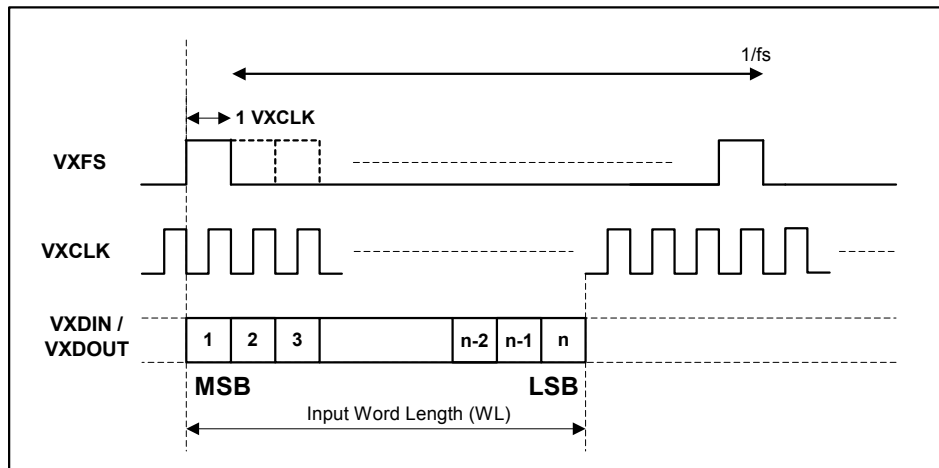 1/fs
1 VXCLK
VXFS
VXCLK
VXDIN /
VXDOUT
1 2 3 n-2 n-1 n
MSB LSB
Input Word Length (WL)